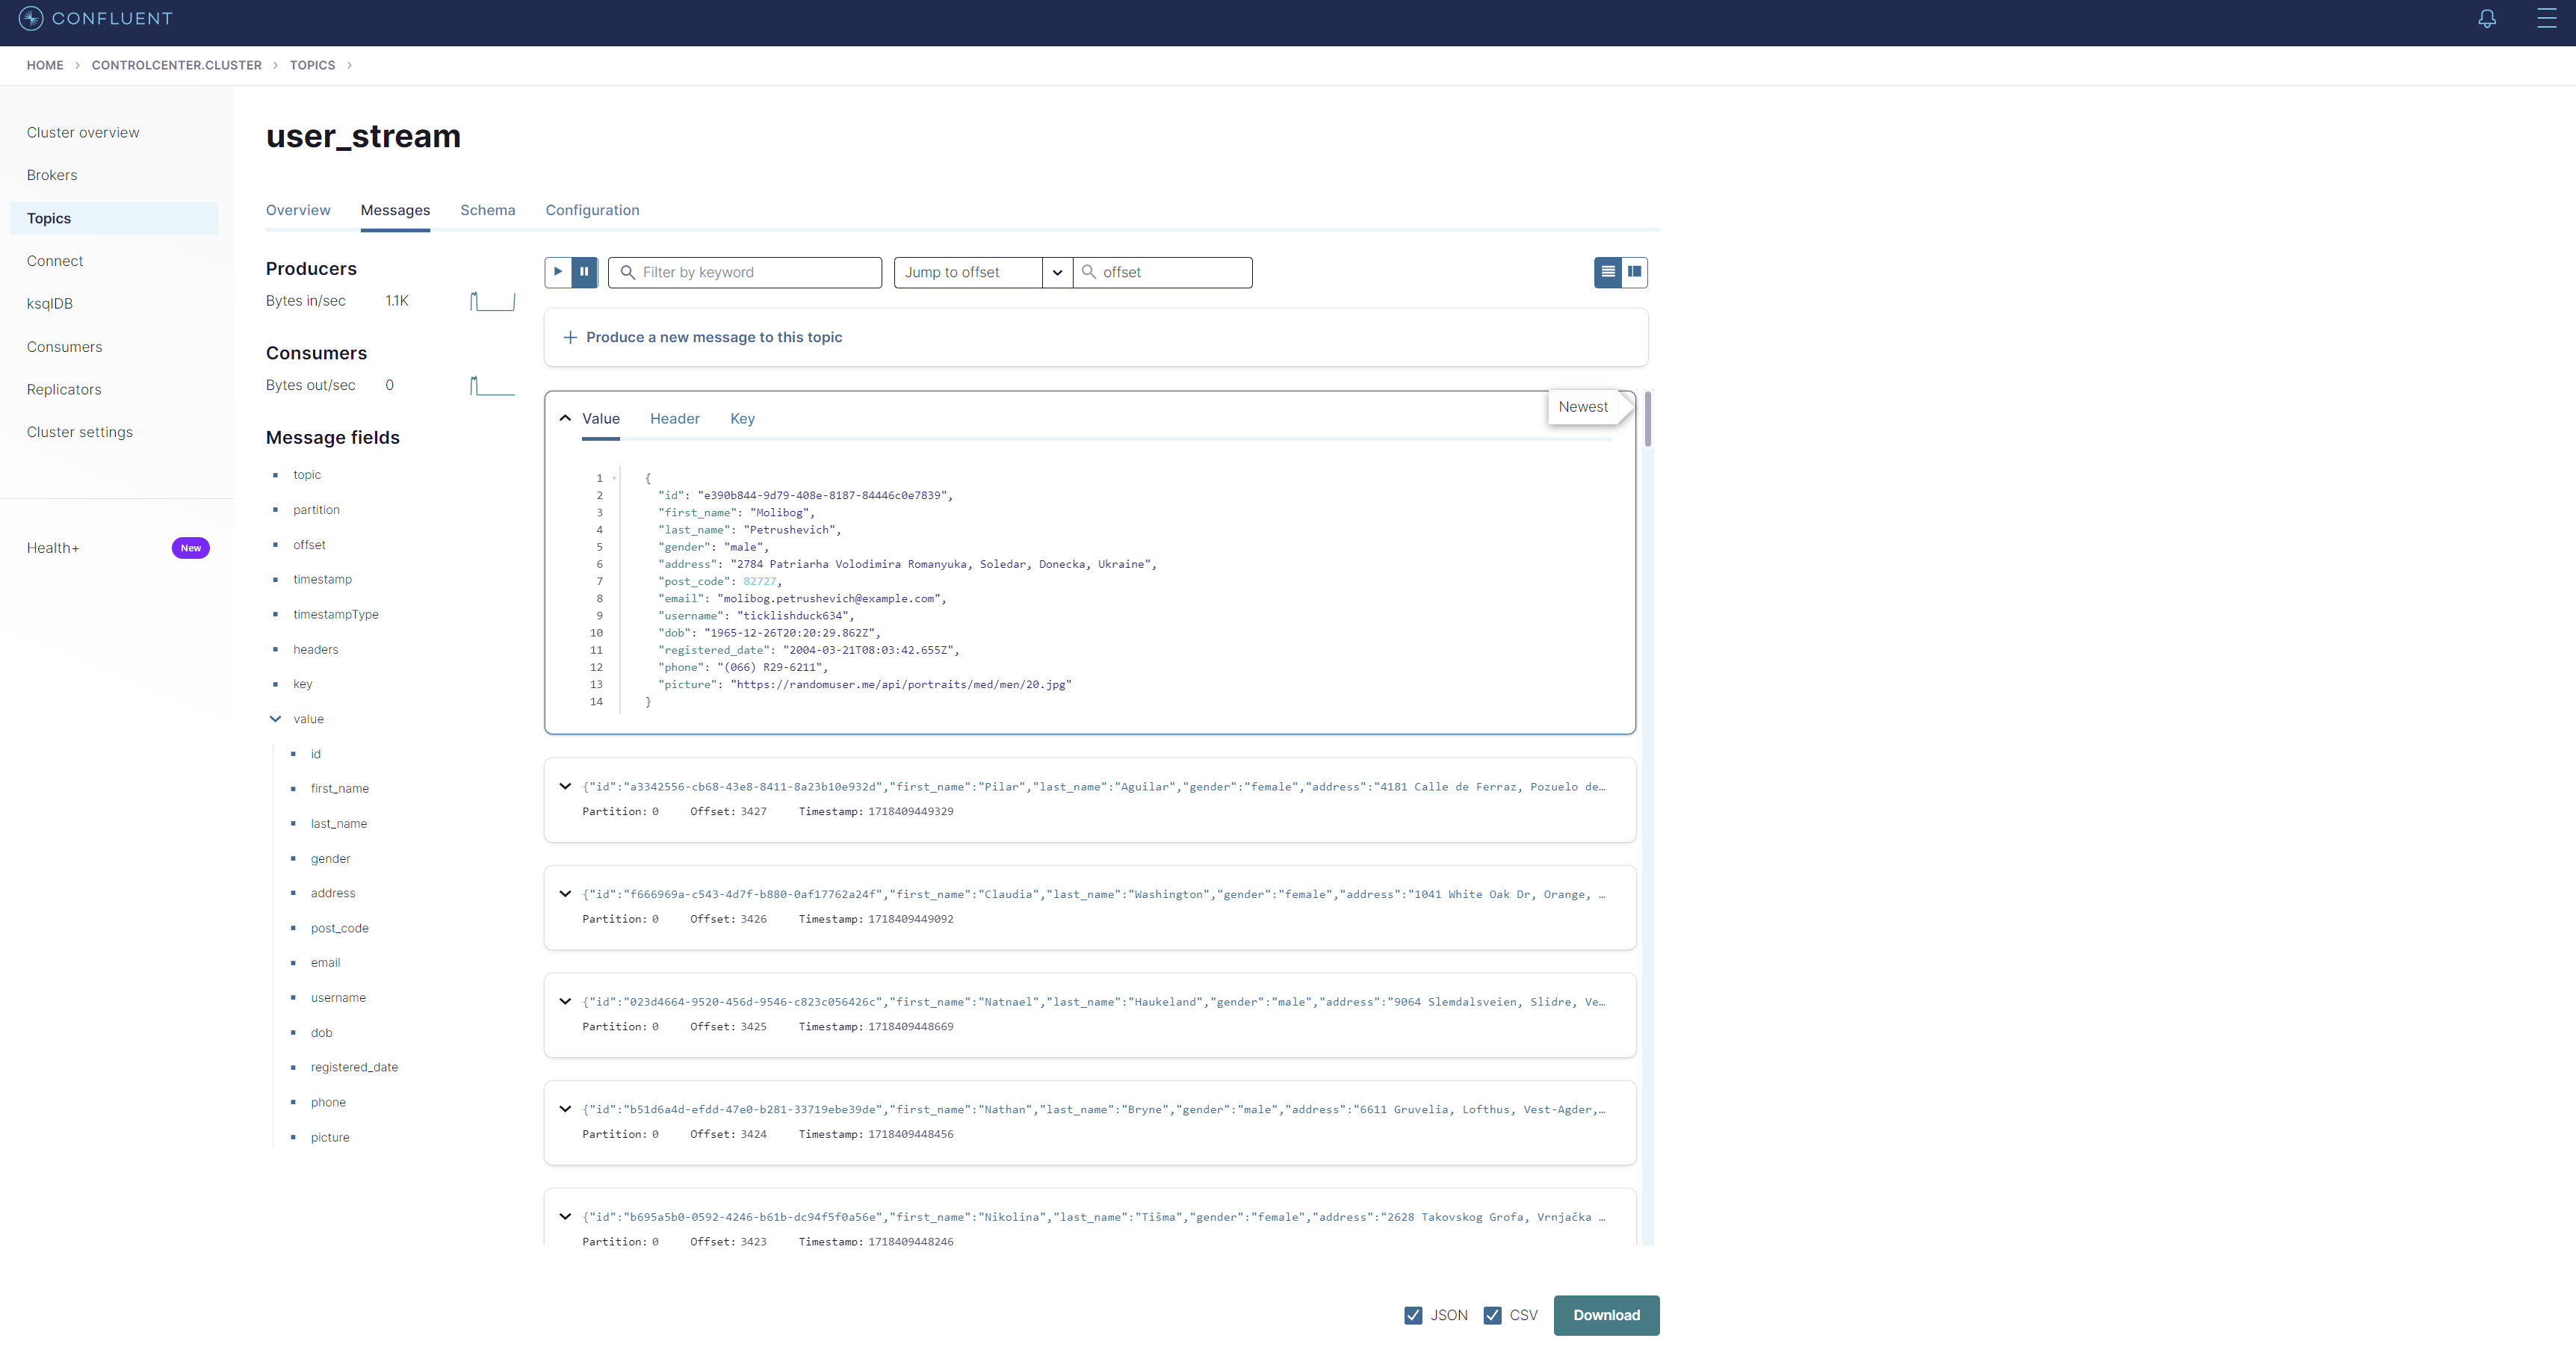 CONFLUENT
HOME > CONTROLCENTER.CLUSTER > TOPICS >
Cluster overview
Brokers
Topics
Connect
ksqlDB
Consumers
Replicators
Cluster settings
Health+ New
user_stream
Overview Messages Schema Configuration
Producers
Bytes in/sec 1.1K
Consumers
Bytes out/sec 0
Message fields
topic
partition
offset
timestamp
timestampType
headers
key
value
id
first_name
last_name
gender
address
post_code
email
username
dob
registered_date
phone
picture
Filter by keyword Jump to offset offset
+ Produce a new message to this topic
Value Header Key Newest
1 {
2 "id": "e390b844-9d79-408e-8187-84446c0e7839",
3 "first_name": "Molibog",
4 "last_name": "Petrushevich",
5 "gender": "male",
6 "address": "2784 Patriarha Volodimira Romanyuka, Soledar, Donecka, Ukraine",
7 "post_code": 82727,
8 "email": "molibog.petrushevich@example.com",
9 "username": "ticklishduck634",
10 "dob": "1965-12-26T20:20:29.862Z",
11 "registered_date": "2004-03-21T08:03:42.655Z",
12 "phone": "(066) R29-6211",
13 "picture": "https://randomuser.me/api/portraits/med/men/20.jpg"
14 }
{"id":"a3342556-cb68-43e8-8411-8a23b10e932d","first_name":"Pilar","last_name":"Aguilar","gender":"female","address":"4181 Calle de Ferraz, Pozuelo de…
Partition: 0 Offset: 3427 Timestamp: 1718409449329
{"id":"f666969a-c543-4d7f-b880-0af17762a24f","first_name":"Claudia","last_name":"Washington","gender":"female","address":"1041 White Oak Dr, Orange, …
Partition: 0 Offset: 3426 Timestamp: 1718409449092
{"id":"023d4664-9520-456d-9546-c823c056426c","first_name":"Natnael","last_name":"Haukeland","gender":"male","address":"9064 Slemdalsveien, Slidre, Ve…
Partition: 0 Offset: 3425 Timestamp: 1718409448669
{"id":"b51d6a4d-efdd-47e0-b281-33719ebe39de","first_name":"Nathan","last_name":"Bryne","gender":"male","address":"6611 Gruvelia, Lofthus, Vest-Agder,…
Partition: 0 Offset: 3424 Timestamp: 1718409448456
{"id":"b695a5b0-0592-4246-b61b-dc94f5f0a56e","first_name":"Nikolina","last_name":"Tišma","gender":"female","address":"2628 Takovskog Grofa, Vrnjačka …
Partition: 0 Offset: 3423 Timestamp: 1718409448246
JSON CSV Download